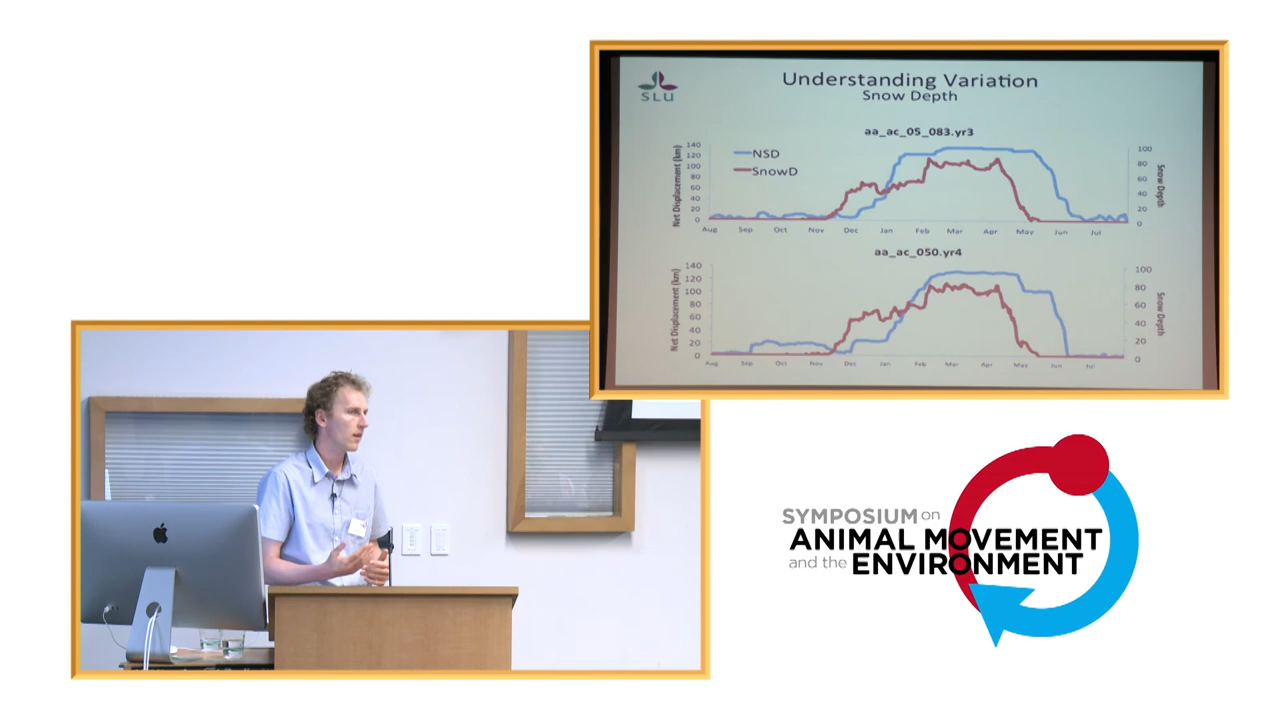 SLU
Understanding Variation
Snow Depth
aa_ac_05_083.yr3
Net Displacement (km)
140
120
100
80
60
40
20
0
NSD
SnowD
100
80
60
40
20
0
Snow Depth
Aug Sep Oct Nov Dec Jan Feb Mar Apr May Jun Jul
aa_ac_050.yr4
Net Displacement (km)
140
120
100
80
60
40
20
0
100
80
60
40
20
0
Snow Depth
Aug Sep Oct Nov Dec Jan Feb Mar Apr May Jun Jul
SYMPOSIUM on
ANIMAL MOVEMENT
and the ENVIRONMENT